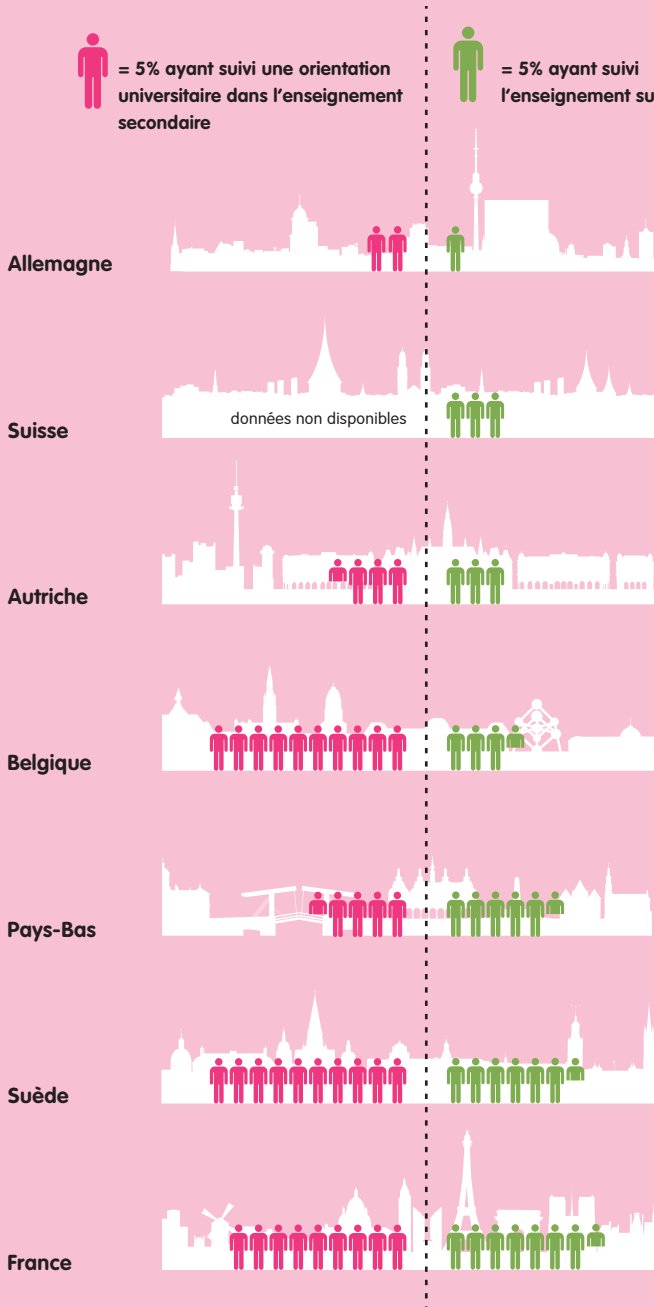 = 5% ayant suivi une orientation
universitaire dans l'enseignement
secondaire
= 5% ayant suivi
l'enseignement su
Allemagne
Suisse
données non disponibles
Autriche
Belgique
Pays-Bas
Suède
France